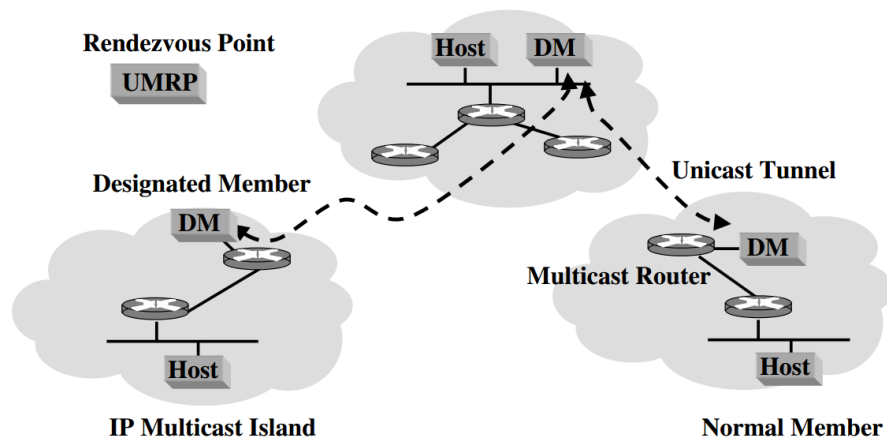 Rendezvous Point
UMRP
Host
DM
Unicast Tunnel
Designated Member
DM
DM
Multicast Router
Host
Host
IP Multicast Island
Normal Member